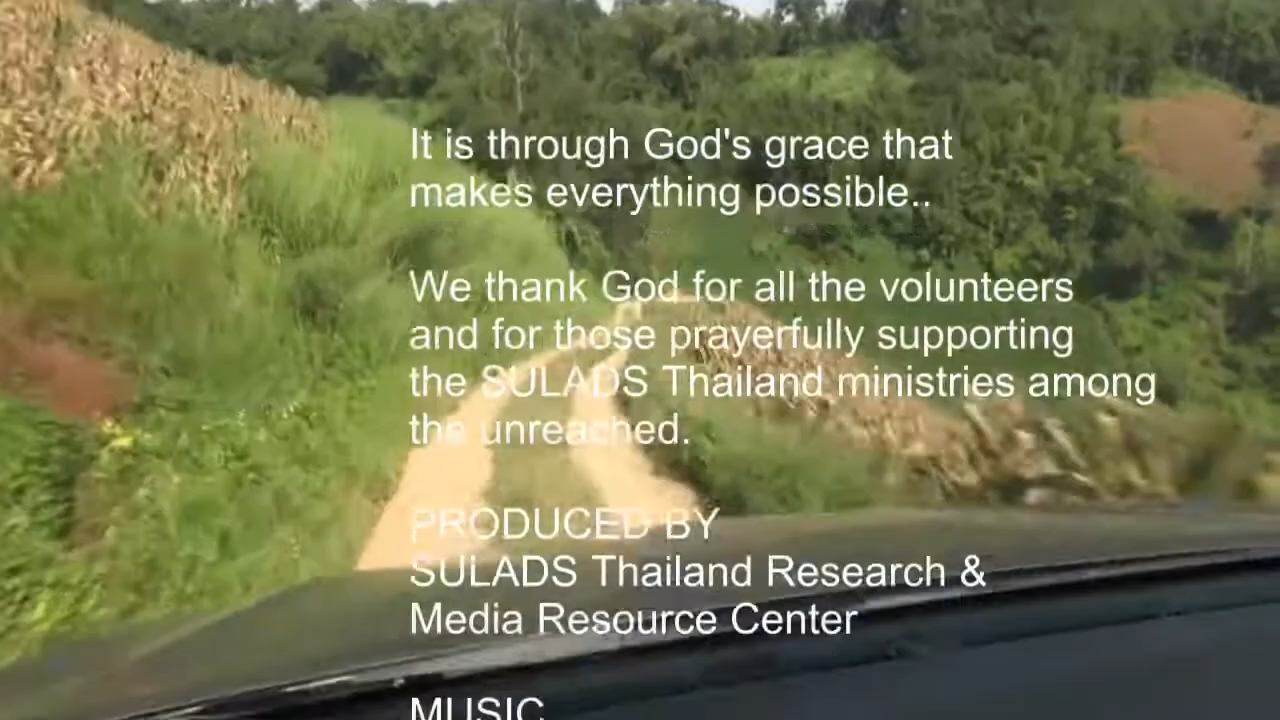 It is through God's grace that
makes everything possible..
We thank God for all the volunteers
and for those prayerfully supporting
the SULADS Thailand ministries among
the unreached.
PRODUCED BY
SULADS Thailand Research &
Media Resource Center
MUSIC